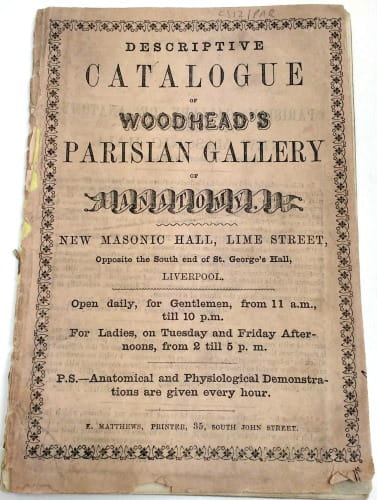 DESCRIPTIVE
CATALOGUE
OF
WOODHEAD'S
PARISIAN GALLERY
OF
ANATOMY.
NEW MASONIC HALL, LIME STREET,
Opposite the South end of St. George's Hall,
LIVERPOOL.
Open daily, for Gentlemen, from 11 a.m.,
till 10 p.m.
For Ladies, on Tuesday and Friday After-
noons, from 2 till 5 p. m.
P.S.—Anatomical and Physiological Demonstra-
tions are given every hour.
E. MATTHEWS, PRINTER, 35, SOUTH JOHN STREET.